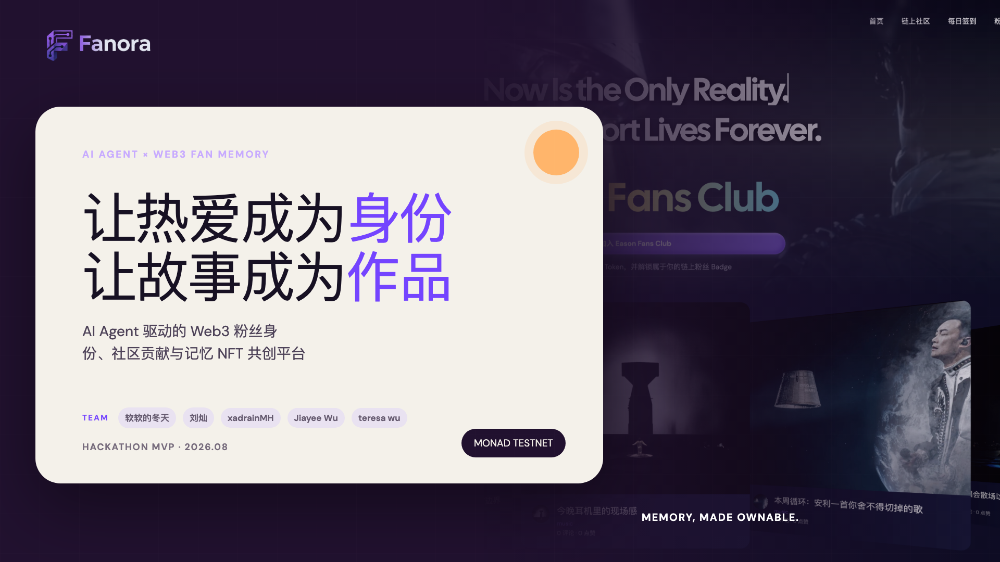 首页 链上社区 每日签到 粉
Fanora
Now Is the Only Reality.
ort Lives Forever.
AI AGENT × WEB3 FAN MEMORY
让热爱成为身份
让故事成为作品
Fans Club
加入 Eason Fans Club
Token，并解锁属于你的链上粉丝 Badge
AI Agent 驱动的 Web3 粉丝身
份、社区贡献与记忆 NFT 共创平台
TEAM 软软的冬天 刘灿 xadrainMH Jiayee Wu teresa wu
HACKATHON MVP · 2026.08
MONAD TESTNET
今晚耳机里的现场感
0 评论 · 0 点赞
本周循环：安利一首你舍不得切掉的歌
点赞
会散场以
· 0 点赞
MEMORY, MADE OWNABLE.